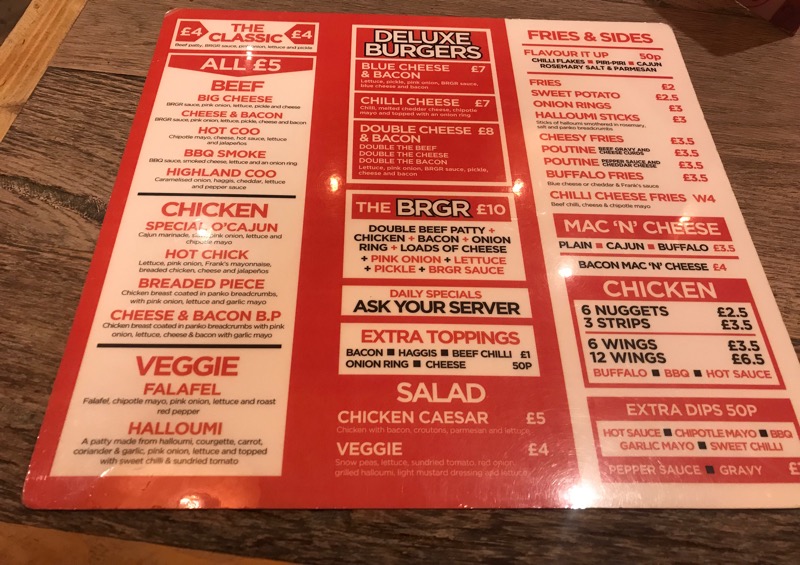 £4 THE CLASSIC £4
Beef patty, BRGR sauce, pink onion, lettuce and pickle
ALL £5
BEEF
BIG CHEESE
BRGR sauce, pink onion, lettuce, pickle and cheese
CHEESE & BACON
BRGR sauce, pink onion, lettuce, pickle, cheese and bacon
HOT COO
Chipotle mayo, cheese, hot sauce, lettuce
and jalapeños
BBQ SMOKE
BBQ sauce, smoked cheese, lettuce and an onion ring
HIGHLAND COO
Caramelised onion, haggis, cheddar, lettuce
and pepper sauce
CHICKEN
SPECIAL O'CAJUN
Cajun marinade, pink onion, lettuce and
chipotle mayo
HOT CHICK
Lettuce, pink onion, Frank's mayonnaise,
breaded chicken, cheese and jalapeños
BREADED PIECE
Chicken breast coated in panko breadcrumbs,
with pink onion, lettuce and garlic mayo
CHEESE & BACON B.P
Chicken breast coated in panko breadcrumbs with pink
onion, lettuce, cheese & bacon with garlic mayo
VEGGIE
FALAFEL
Falafel, chipotle mayo, pink onion, lettuce and roast
red pepper
HALLOUMI
A patty made from halloumi, courgette, carrot,
coriander & garlic, pink onion, lettuce and topped
with sweet chilli & sundried tomato
DELUXE
BURGERS
BLUE CHEESE £7
& BACON
Lettuce, pickle, pink onion, BRGR sauce,
blue cheese and bacon
CHILLI CHEESE £7
Chilli, melted cheddar cheese, chipotle
mayo and topped with an onion ring
DOUBLE CHEESE £8
& BACON
DOUBLE THE BEEF
DOUBLE THE CHEESE
DOUBLE THE BACON
Lettuce, pink onion, BRGR sauce, pickle,
cheese and bacon
THE BRGR £10
DOUBLE BEEF PATTY +
CHICKEN + BACON + ONION
RING + LOADS OF CHEESE
+ PINK ONION + LETTUCE
+ PICKLE + BRGR SAUCE
DAILY SPECIALS
ASK YOUR SERVER
EXTRA TOPPINGS
BACON ■ HAGGIS ■ BEEF CHILLI £1
ONION RING ■ CHEESE 50P
SALAD
CHICKEN CAESAR £5
Chicken with bacon, croutons, parmesan and lettuce
VEGGIE £4
Snow peas, lettuce, sundried tomato, red onion,
grilled halloumi, light mustard dressing and lettuce
FRIES & SIDES
FLAVOUR IT UP 50p
CHILLI FLAKES ■ PIRI-PIRI ■ CAJUN
ROSEMARY SALT & PARMESAN
FRIES £2
SWEET POTATO £2.5
ONION RINGS £3
HALLOUMI STICKS £3
Sticks of halloumi smothered in rosemary,
salt and panko breadcrumbs
CHEESY FRIES £3.5
POUTINE BEEF GRAVY AND CHEESE CURDS £3.5
POUTINE PEPPER SAUCE AND CHEDDAR CHEESE £3.5
BUFFALO FRIES £3.5
Blue cheese or cheddar & Frank's sauce
CHILLI CHEESE FRIES W4
Beef chilli, cheese & chipotle mayo
MAC 'N' CHEESE
PLAIN ■ CAJUN ■ BUFFALO £3.5
BACON MAC 'N' CHEESE £4
CHICKEN
6 NUGGETS £2.5
3 STRIPS £3.5
6 WINGS £3.5
12 WINGS £6.5
BUFFALO ■ BBQ ■ HOT SAUCE
EXTRA DIPS 50P
HOT SAUCE ■ CHIPOTLE MAYO ■ BBQ
GARLIC MAYO ■ SWEET CHILLI
PEPPER SAUCE ■ GRAVY